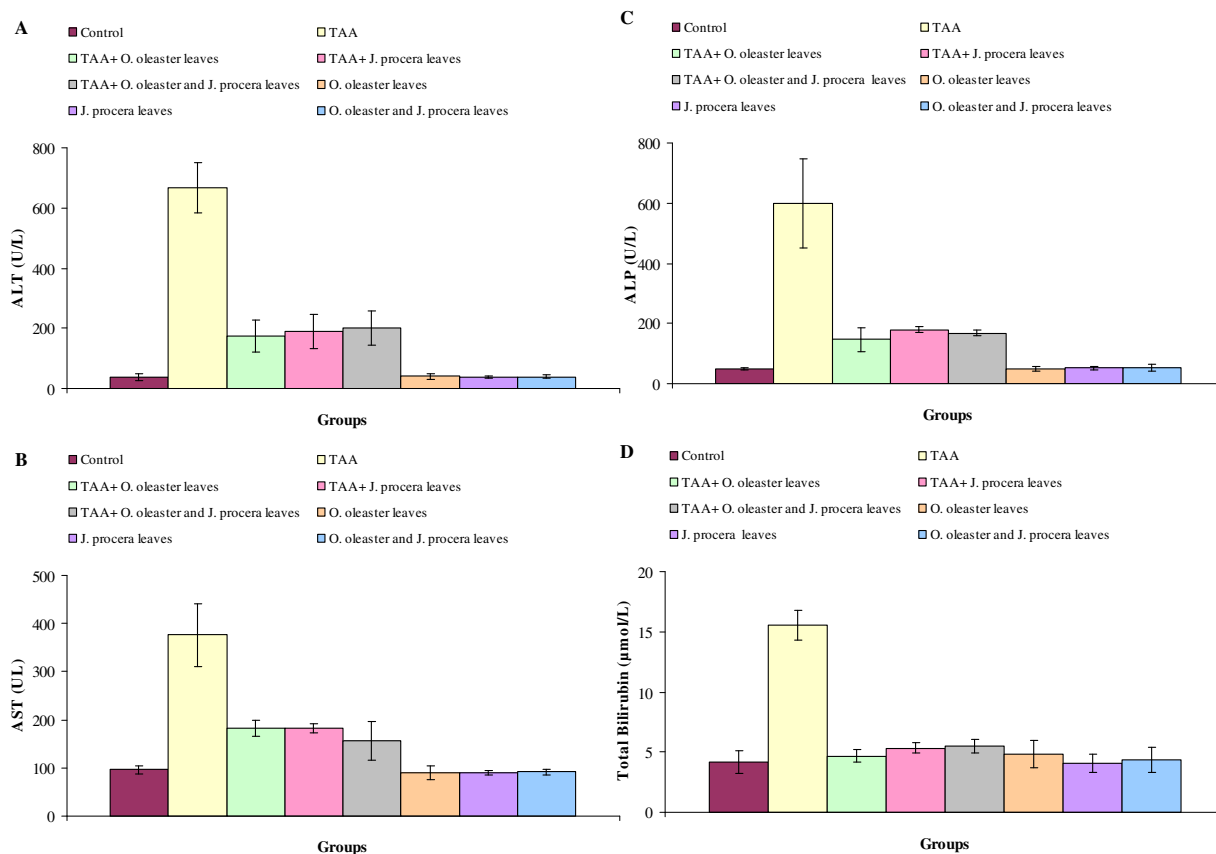 A
Control
TAA
TAA+ O. oleaster leaves
TAA+ J. procera leaves
TAA+ O. oleaster and J. procera leaves
O. oleaster leaves
J. procera leaves
O. oleaster and J. procera leaves
800
600
400
200
0
ALT (U/L)
Groups
C
Control
TAA
TAA+ O. oleaster leaves
TAA+ J. procera leaves
TAA+ O. oleaster and J. procera leaves
O. oleaster leaves
J. procera leaves
O. oleaster and J. procera leaves
800
600
400
200
0
ALP (U/L)
Groups
B
Control
TAA
TAA+ O. oleaster leaves
TAA+ J. procera leaves
TAA+ O. oleaster and J. procera leaves
O. oleaster leaves
J. procera leaves
O. oleaster and J. procera leaves
500
400
300
200
100
0
AST (UL)
Groups
D
Control
TAA
TAA+ O. oleaster leaves
TAA+ J. procera leaves
TAA+ O. oleaster and J. procera leaves
O. oleaster leaves
J. procera leaves
O. oleaster and J. procera leaves
20
15
10
5
0
Total Bilirubin (µmol/L)
Groups